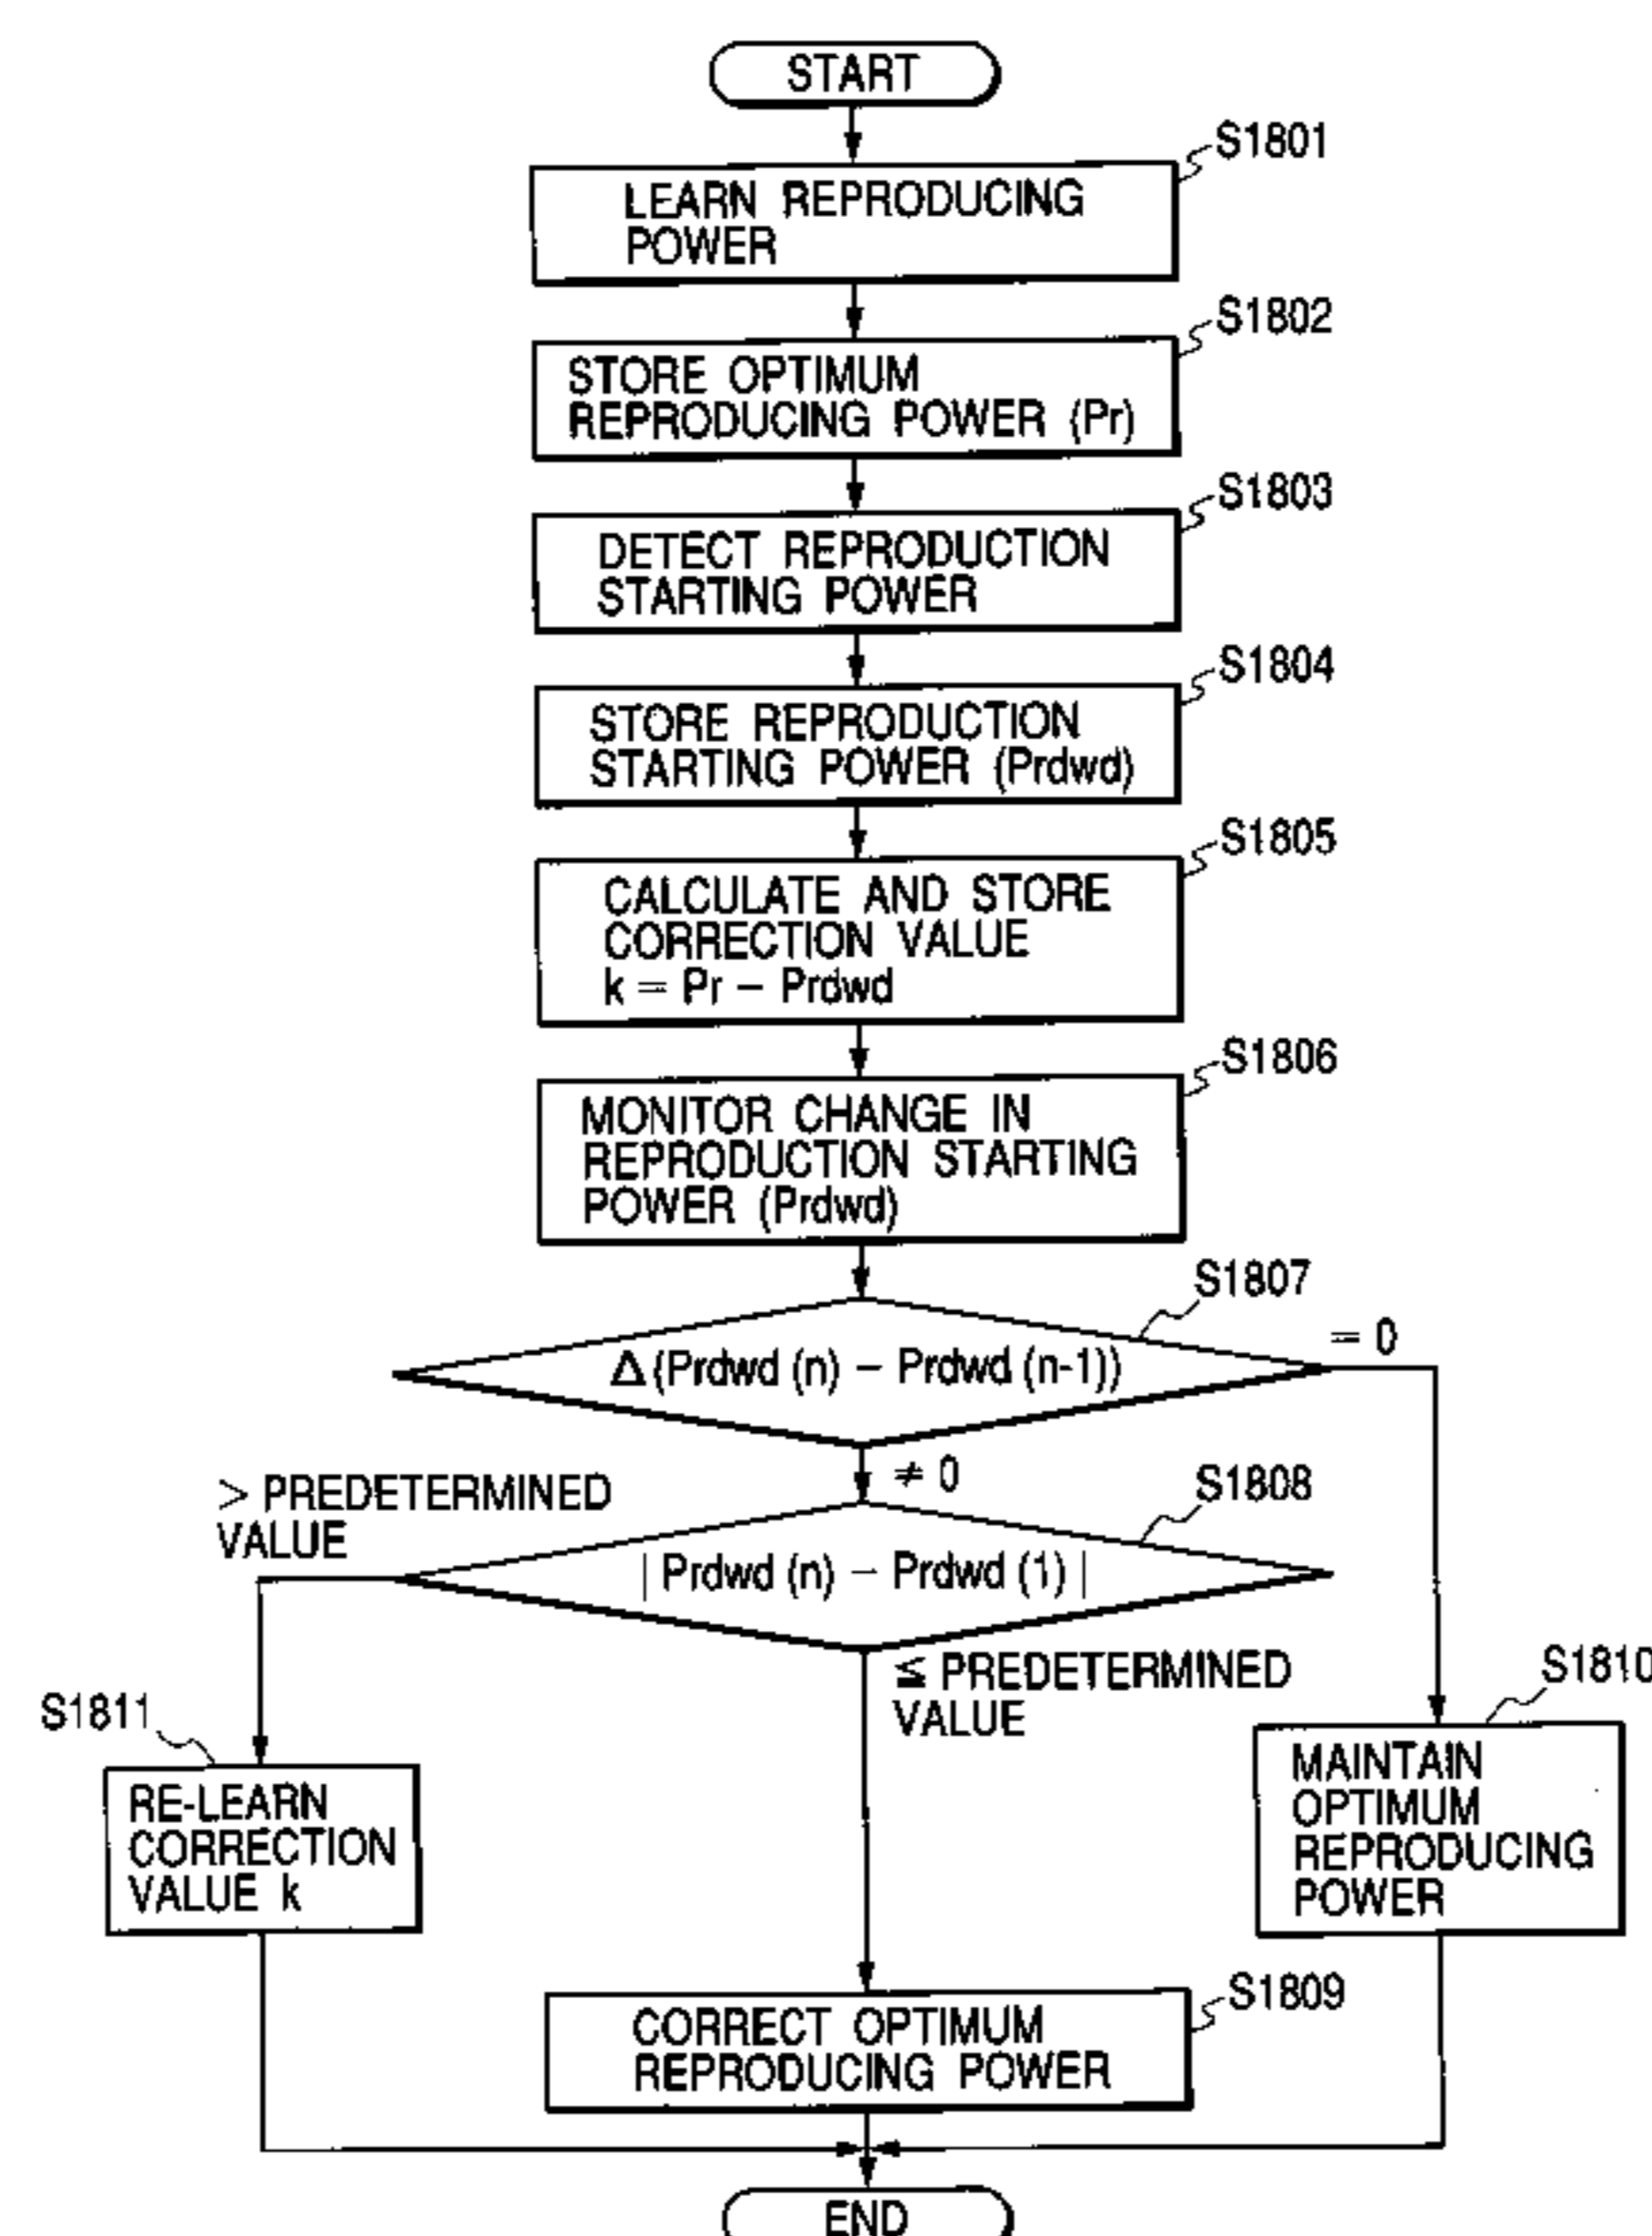 START
S1801
LEARN REPRODUCING
POWER
S1802
STORE OPTIMUM
REPRODUCING POWER (Pr)
S1803
DETECT REPRODUCTION
STARTING POWER
S1804
STORE REPRODUCTION
STARTING POWER (Prdwd)
S1805
CALCULATE AND STORE
CORRECTION VALUE
k = Pr − Prdwd
S1806
MONITOR CHANGE IN
REPRODUCTION STARTING
POWER (Prdwd)
S1807
= 0
Δ (Prdwd (n) − Prdwd (n-1))
≠ 0
> PREDETERMINED
VALUE
S1808
| Prdwd (n) − Prdwd (1) |
≦ PREDETERMINED
VALUE
S1811
RE-LEARN
CORRECTION
VALUE k
S1810
MAINTAIN
OPTIMUM
REPRODUCING
POWER
S1809
CORRECT OPTIMUM
REPRODUCING POWER
END